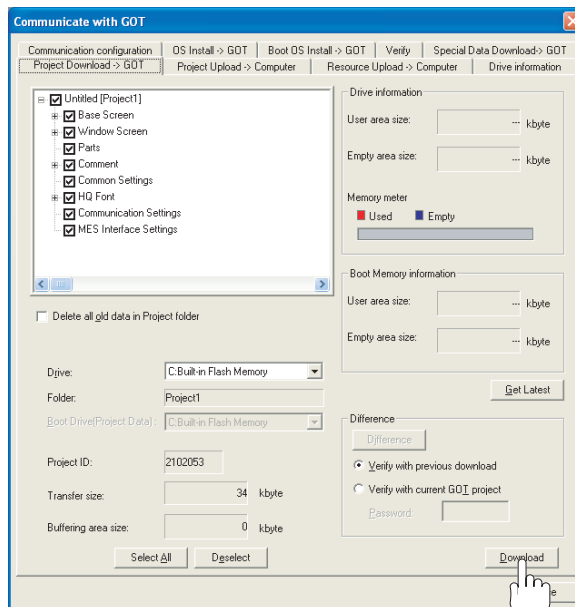 Communicate with GOT
Communication configuration OS Install -> GOT Boot OS Install -> GOT Verify Special Data Download-> GOT
Project Download -> GOT Project Upload -> Computer Resource Upload -> Computer Drive information
Untitled [Project1]
Base Screen
Window Screen
Parts
Comment
Common Settings
HQ Font
Communication Settings
MES Interface Settings
Delete all old data in Project folder
Drive: C:Built-in Flash Memory
Folder: Project1
Boot Drive(Project Data): C:Built-in Flash Memory
Project ID: 2102053
Transfer size: 34 kbyte
Buffering area size: 0 kbyte
Select All Deselect
Drive information
User area size: --- kbyte
Empty area size: --- kbyte
Memory meter
Used Empty
Boot Memory information
User area size: --- kbyte
Empty area size: --- kbyte
Get Latest
Difference
Difference
Verify with previous download
Verify with current GOT project
Password:
Download